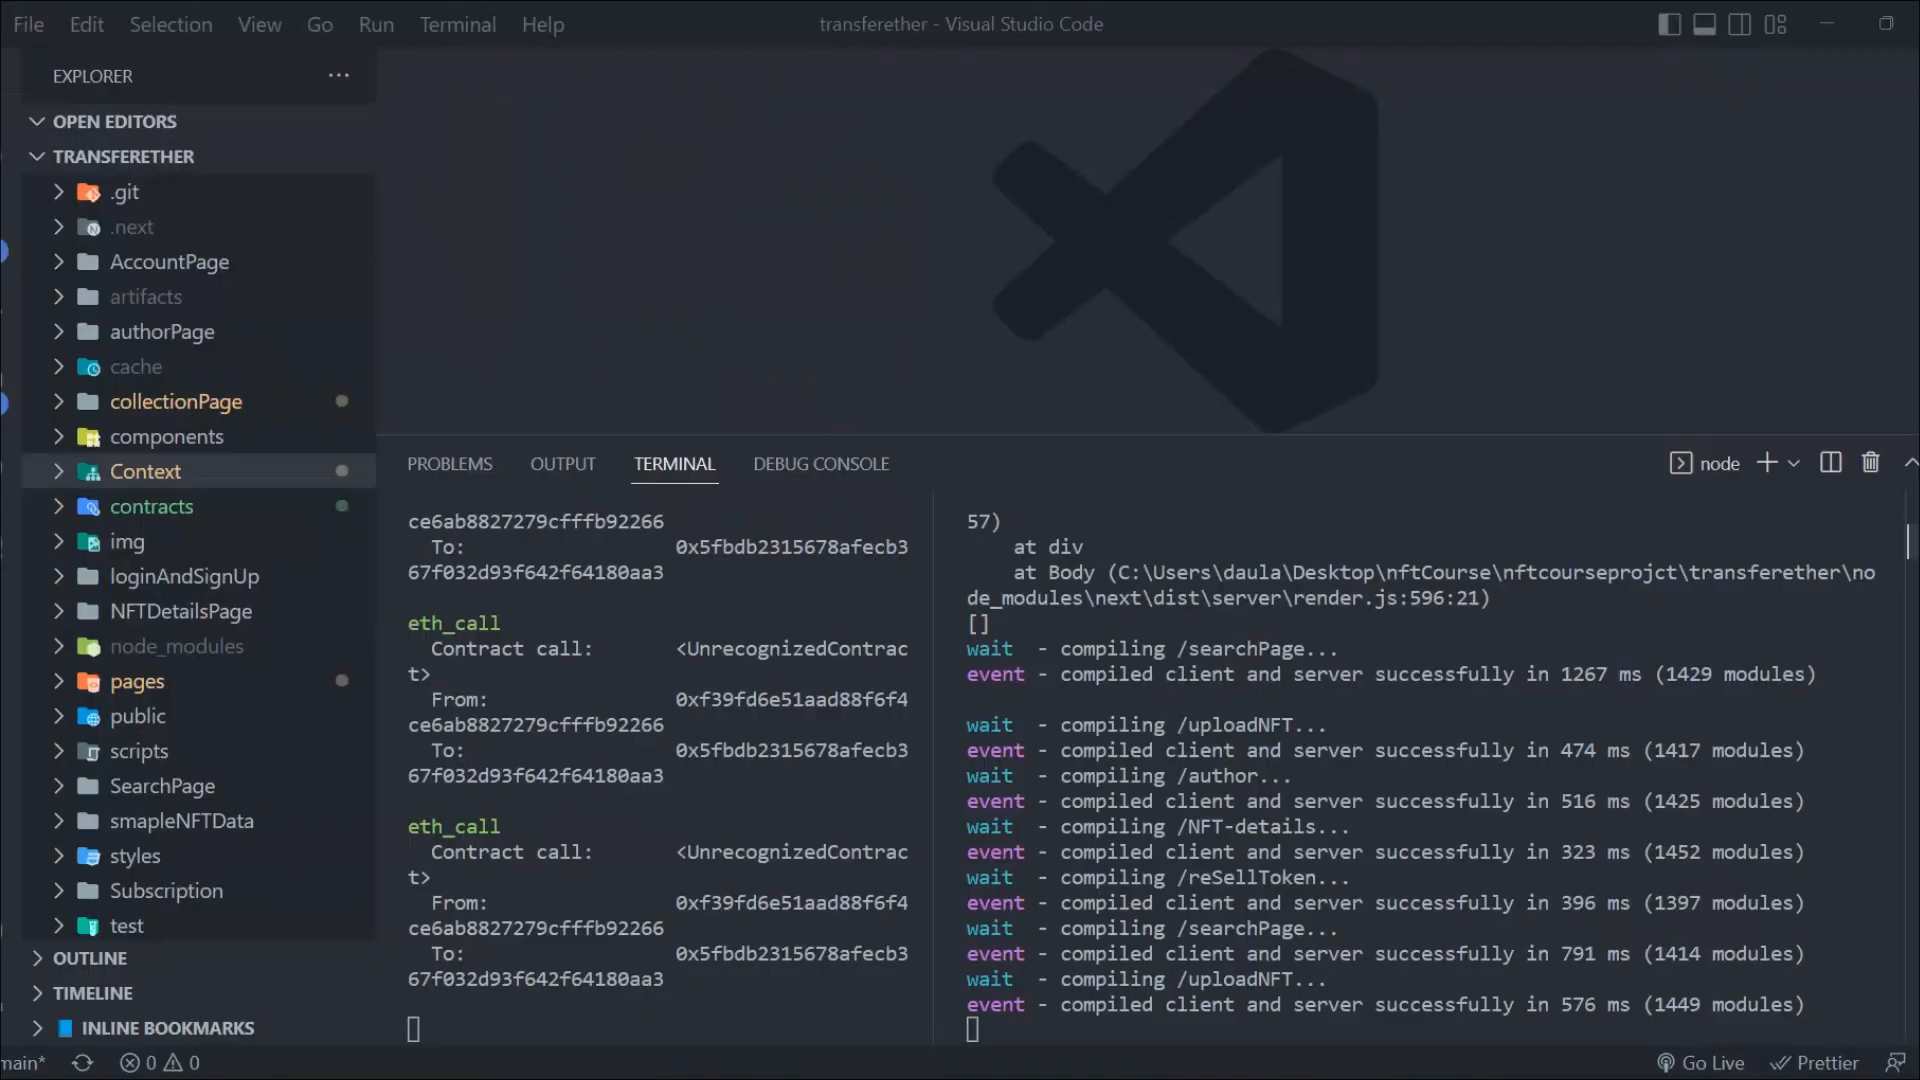 File Edit Selection View Go Run Terminal Help
transferether - Visual Studio Code
EXPLORER
OPEN EDITORS
TRANSFERETHER
.git
.next
AccountPage
artifacts
authorPage
cache
collectionPage
components
Context
contracts
img
loginAndSignUp
NFTDetailsPage
node_modules
pages
public
scripts
SearchPage
smapleNFTData
styles
Subscription
test
OUTLINE
TIMELINE
INLINE BOOKMARKS
PROBLEMS OUTPUT TERMINAL DEBUG CONSOLE
node
ce6ab8827279cfffb92266
To: 0x5fbdb2315678afecb3
67f032d93f642f64180aa3
eth_call
Contract call: <UnrecognizedContrac
t>
From: 0xf39fd6e51aad88f6f4
ce6ab8827279cfffb92266
To: 0x5fbdb2315678afecb3
67f032d93f642f64180aa3
eth_call
Contract call: <UnrecognizedContrac
t>
From: 0xf39fd6e51aad88f6f4
ce6ab8827279cfffb92266
To: 0x5fbdb2315678afecb3
67f032d93f642f64180aa3
57)
at div
at Body (C:\Users\daula\Desktop\nftCourse\nftcourseprojct\transferether\no
de_modules\next\dist\server\render.js:596:21)
[]
wait - compiling /searchPage...
event - compiled client and server successfully in 1267 ms (1429 modules)
wait - compiling /uploadNFT...
event - compiled client and server successfully in 474 ms (1417 modules)
wait - compiling /author...
event - compiled client and server successfully in 516 ms (1425 modules)
wait - compiling /NFT-details...
event - compiled client and server successfully in 323 ms (1452 modules)
wait - compiling /reSellToken...
event - compiled client and server successfully in 396 ms (1397 modules)
wait - compiling /searchPage...
event - compiled client and server successfully in 791 ms (1414 modules)
wait - compiling /uploadNFT...
event - compiled client and server successfully in 576 ms (1449 modules)
main* 0 0
Go Live Prettier